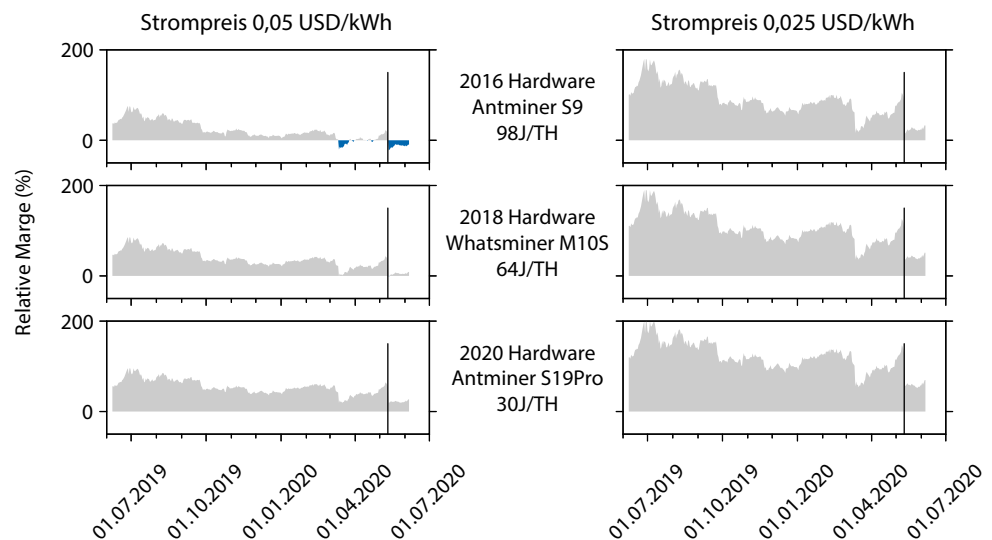 Strompreis 0,05 USD/kWh
Strompreis 0,025 USD/kWh
Relative Marge (%)
200
0
2016 Hardware
Antminer S9
98J/TH
200
0
2018 Hardware
Whatsminer M10S
64J/TH
200
0
2020 Hardware
Antminer S19Pro
30J/TH
01.07.2019
01.10.2019
01.01.2020
01.04.2020
01.07.2020
01.07.2019
01.10.2019
01.01.2020
01.04.2020
01.07.2020